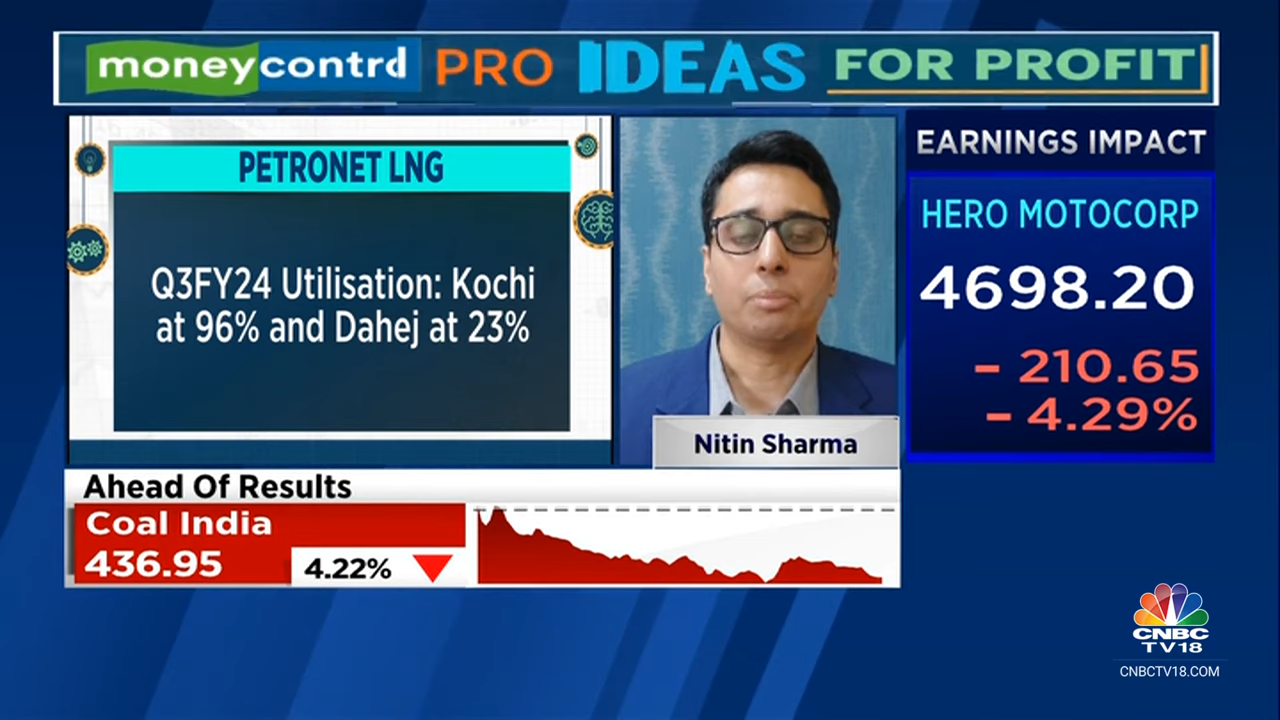 moneycontrol PRO IDEAS FOR PROFIT
PETRONET LNG
Q3FY24 Utilisation: Kochi
at 96% and Dahej at 23%
Nitin Sharma
EARNINGS IMPACT
HERO MOTOCORP
4698.20
- 210.65
- 4.29%
Ahead Of Results
Coal India
436.95
4.22%
CNBC
TV18
CNBCTV18.COM